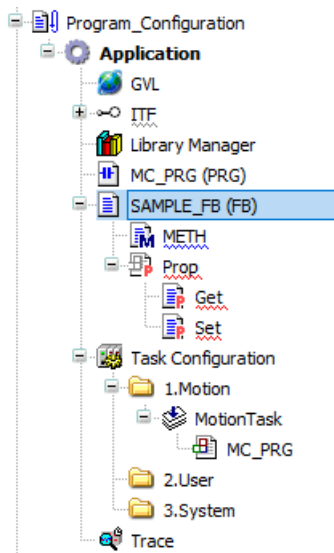 Program_Configuration
Application
GVL
ITF
Library Manager
MC_PRG (PRG)
SAMPLE_FB (FB)
METH
Prop
Get
Set
Task Configuration
1.Motion
MotionTask
MC_PRG
2.User
3.System
Trace